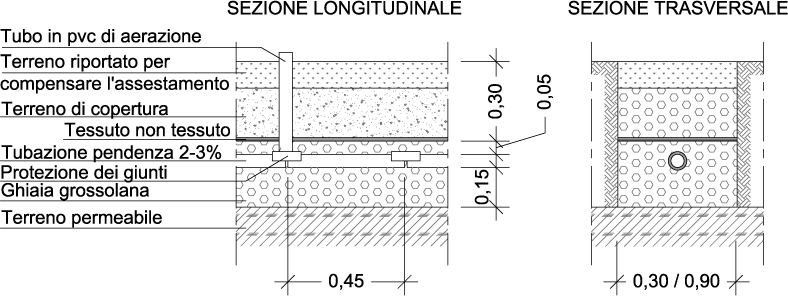 SEZIONE LONGITUDINALE
SEZIONE TRASVERSALE
Tubo in pvc di aerazione
Terreno riportato per
compensare l'assestamento
Terreno di copertura
Tessuto non tessuto
Tubazione pendenza 2-3%
Protezione dei giunti
Ghiaia grossolana
Terreno permeabile
0,30
0,05
0,15
0,45
0,30 / 0,90